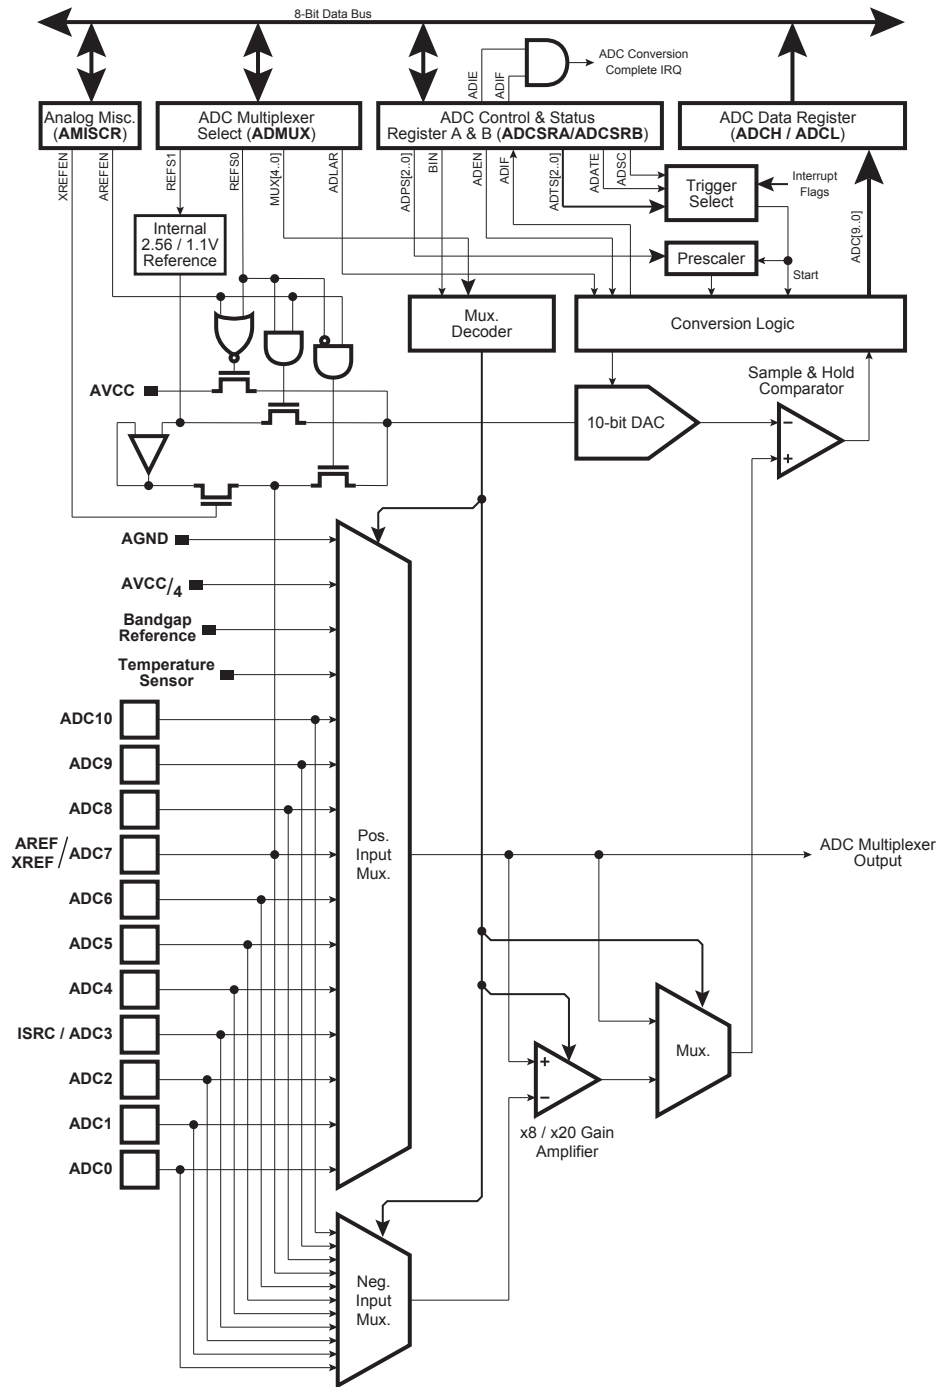 8-Bit Data Bus
ADIE
ADIF
ADC Conversion
Complete IRQ
Analog Misc.
(AMISCR)
ADC Multiplexer
Select (ADMUX)
ADC Control & Status
Register A & B (ADCSRA/ADCSRB)
ADC Data Register
(ADCH / ADCL)
XREFEN
AREFEN
REFS1
REFS0
MUX[4..0]
ADLAR
ADPS[2..0]
BIN
ADEN
ADIF
ADTS[2..0]
ADATE
ADSC
Trigger
Select
Interrupt
Flags
ADC[9..0]
Internal
2.56 / 1.1V
Reference
Prescaler
Start
Mux.
Decoder
Conversion Logic
Sample & Hold
Comparator
AVCC
10-bit DAC
−
+
AGND
AVCC/4
Bandgap
Reference
Temperature
Sensor
ADC10
ADC9
ADC8
AREF
XREF / ADC7
ADC6
ADC5
ADC4
ISRC / ADC3
ADC2
ADC1
ADC0
Pos.
Input
Mux.
ADC Multiplexer
Output
Mux.
+
−
x8 / x20 Gain
Amplifier
Neg.
Input
Mux.